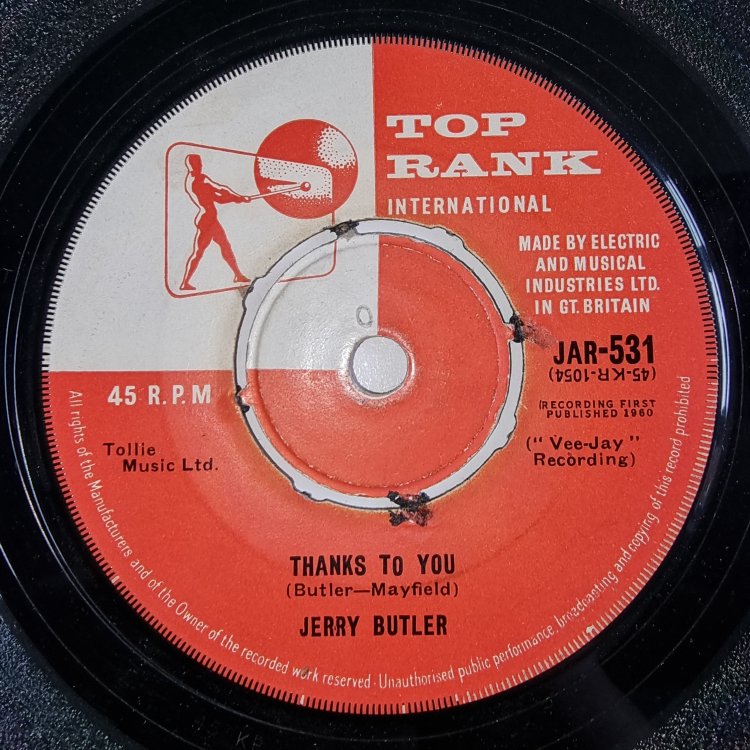 TOP
RANK
INTERNATIONAL
MADE BY ELECTRIC
AND MUSICAL
INDUSTRIES LTD.
IN GT. BRITAIN
JAR-531
(45-KR-1054)
45 R.P.M
(RECORDING FIRST
PUBLISHED 1960
Tollie
Music Ltd.
("Vee-Jay"
Recording)
THANKS TO YOU
(Butler—Mayfield)
JERRY BUTLER
All rights of the Manufacturers and of the Owner of the recorded work reserved · Unauthorised public performance, broadcasting and copying of this record prohibited